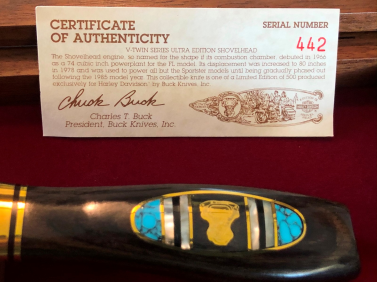 CERTIFICATE
OF AUTHENTICITY
SERIAL NUMBER
442
V-TWIN SERIES ULTRA EDITION SHOVELHEAD
The Shovelhead engine, so named for the shape if its combustion chamber, debuted in 1966
as a 74 cubic inch powerplant for the FL model. Its displacement was increased to 80 inches
in 1978 and was used to power all but the Sportster models until being gradually phased out
following the 1985 model year. This collectible knife is one in a Limited Edition of 500 produced
exclusively for Harley Davidson by Buck Knives, Inc.
Chuck Buck
Charles T. Buck
President, Buck Knives, Inc.